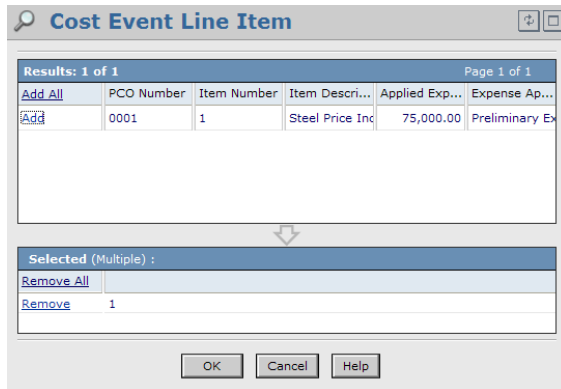 Cost Event Line Item
Results: 1 of 1 Page 1 of 1
Add All PCO Number Item Number Item Descri... Applied Exp... Expense Ap...
Add 0001 1 Steel Price Inc 75,000.00 Preliminary Ex
Selected (Multiple) :
Remove All
Remove 1
OK Cancel Help